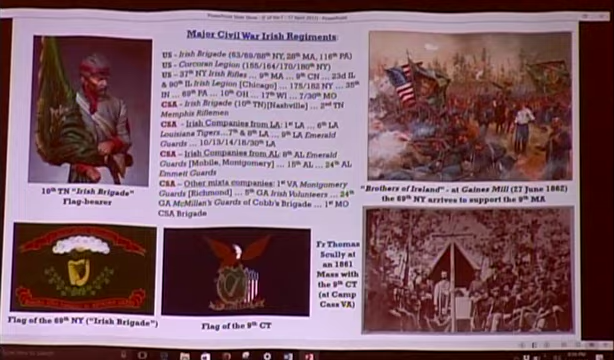 Major Civil War Irish Regiments:
US - Irish Brigade (63/69/88th NY, 28th MA, 116th PA)
US - Corcoran Legion (155/164/170/180th NY)
US - 37th NY Irish Rifles ... 9th MA ... 9th CN ... 23d IL
& 90th IL Irish Legion [Chicago] ... 175/182 NY ... 35th
IN ... 69th PA ... 10th OH ... 17th WI ... 7/30th MO
CSA - Irish Brigade (10th TN)[Nashville] ... 2nd TN
Memphis Riflemen
CSA - Irish Companies from LA: 1st LA ... 6th LA
Louisiana Tigers...7th & 8th LA ... 9th LA Emerald
Guards ... 10/13/14/18/30th LA
CSA - Irish Companies from AL: 8th AL Emerald
Guards [Mobile, Montgomery] ... 15th AL ... 24th AL
Emmett Guards
CSA - Other mixta companies: 1st VA Montgomery
Guards [Richmond] ... 5th GA Irish Volunteers ... 24th
GA McMillan's Guards of Cobb's Brigade ... 1st MO
CSA Brigade
10th TN "Irish Brigade"
Flag-bearer
"Brothers of Ireland" - at Gaines Mill (27 June 1862)
the 69th NY arrives to support the 9th MA
Fr Thomas
Scully at
an 1861
Mass with
the 9th CT
(at Camp
Cass VA)
Flag of the 69th NY ("Irish Brigade")
Flag of the 9th CT